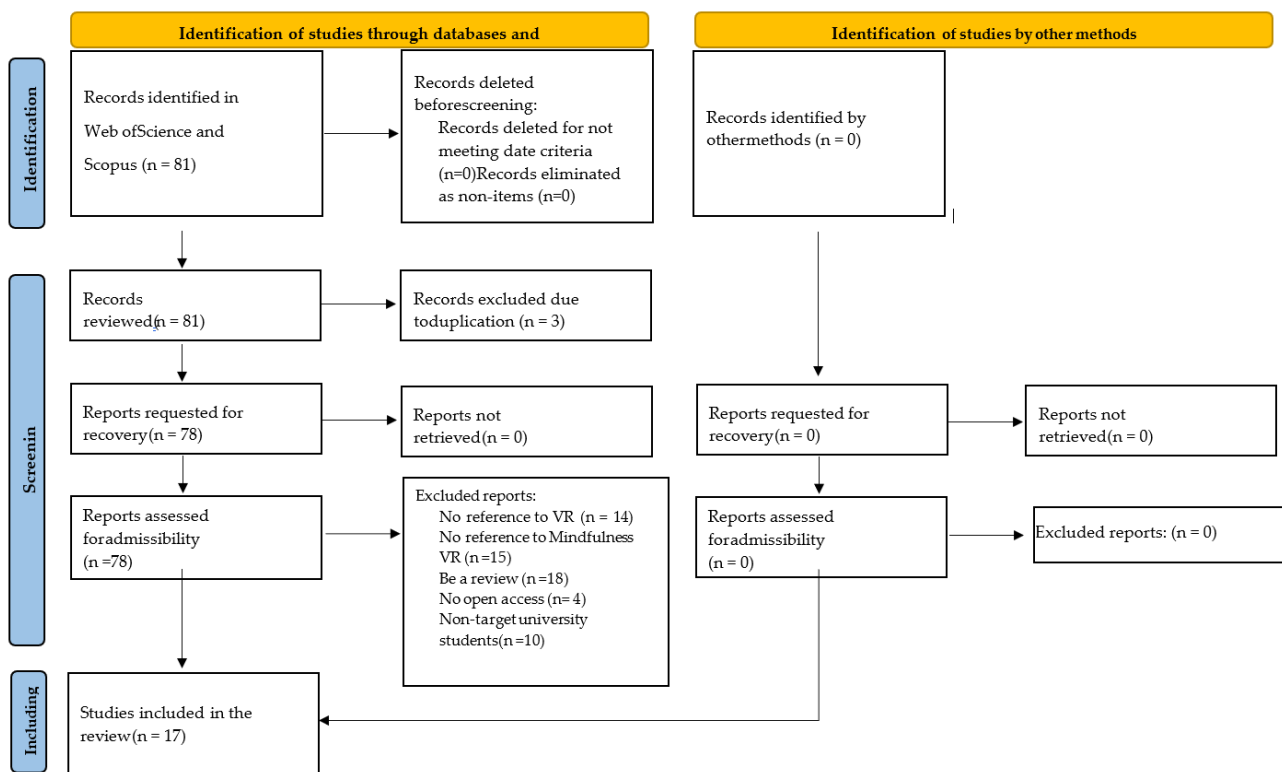 Identification of studies through databases and
Identification of studies by other methods
Identification
Records identified in
Web ofScience and
Scopus (n = 81)
Records deleted
beforescreening:
Records deleted for not
meeting date criteria
(n=0)Records eliminated
as non-items (n=0)
Records identified by
othermethods (n = 0)
Screenin
Records
reviewed(n = 81)
Records excluded due
toduplication (n = 3)
Reports requested for
recovery(n = 78)
Reports not
retrieved(n = 0)
Reports requested for
recovery(n = 0)
Reports not
retrieved(n = 0)
Reports assessed
foradmissibility
(n =78)
Excluded reports:
No reference to VR (n = 14)
No reference to Mindfulness
VR (n =15)
Be a review (n =18)
No open access (n= 4)
Non-target university
students(n =10)
Reports assessed
foradmissibility
(n = 0)
Excluded reports: (n = 0)
Including
Studies included in the
review(n = 17)